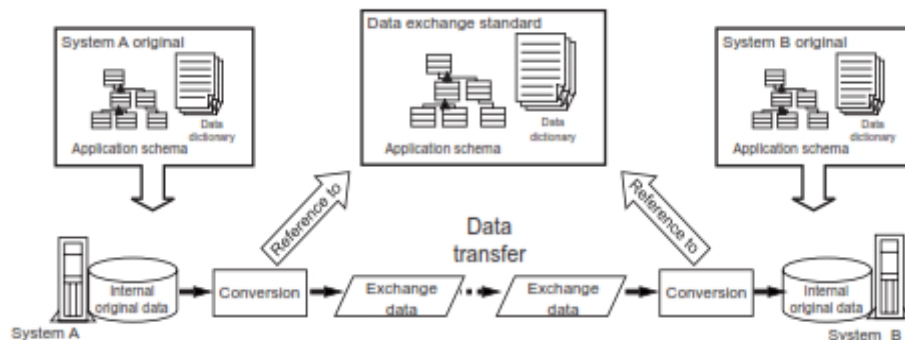 System A original
Data
dictionary
Application schema
Data exchange standard
Data
dictionary
Application schema
System B original
Data
dictionary
Application schema
Reference to
Reference to
Data
transfer
Internal
original data
Conversion
Exchange
data
Exchange
data
Conversion
Internal
original data
System A
System B